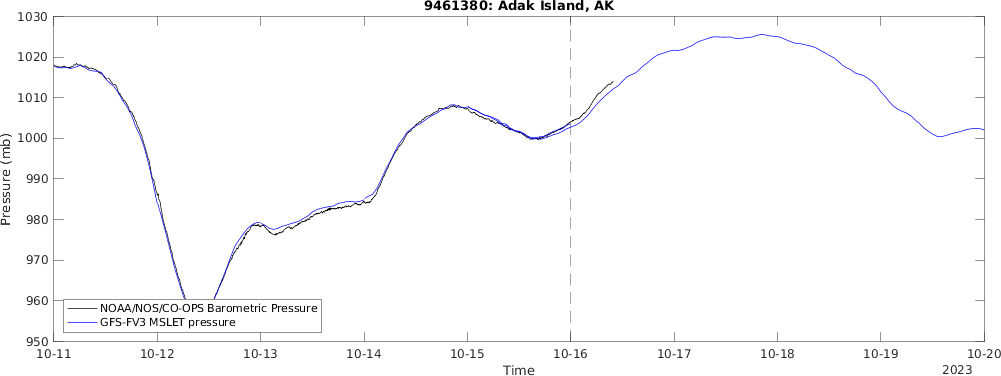 9461380: Adak Island, AK
1030
1020
1010
1000
990
980
970
960
950
Pressure (mb)
NOAA/NOS/CO-OPS Barometric Pressure
GFS-FV3 MSLET pressure
10-11 10-12 10-13 10-14 10-15 10-16 10-17 10-18 10-19 10-20
Time
2023